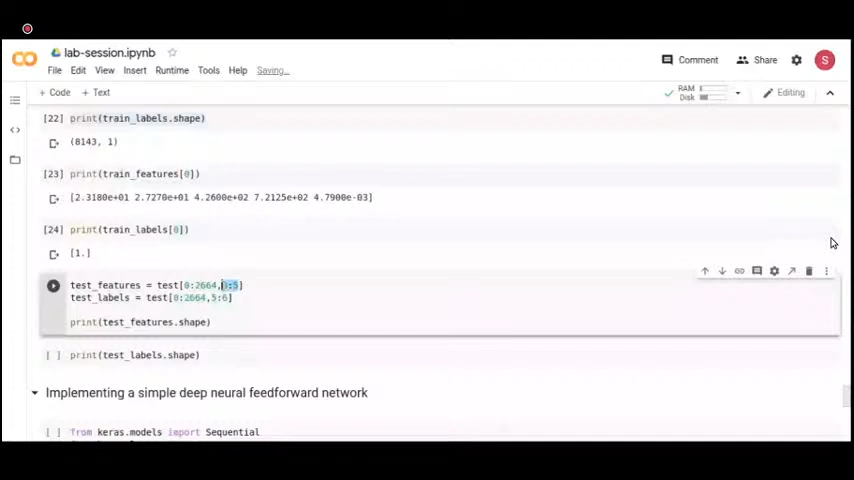 lab-session.ipynb
File Edit View Insert Runtime Tools Help Saving...
Comment Share S
+ Code + Text RAM Disk Editing
[22] print(train_labels.shape)
(8143, 1)
[23] print(train_features[0])
[2.3180e+01 2.7270e+01 4.2600e+02 7.2125e+02 4.7900e-03]
[24] print(train_labels[0])
[1.]
test_features = test[0:2664,0:5]
test_labels = test[0:2664,5:6]
print(test_features.shape)
[ ] print(test_labels.shape)
Implementing a simple deep neural feedforward network
[ ] from keras.models import Sequential